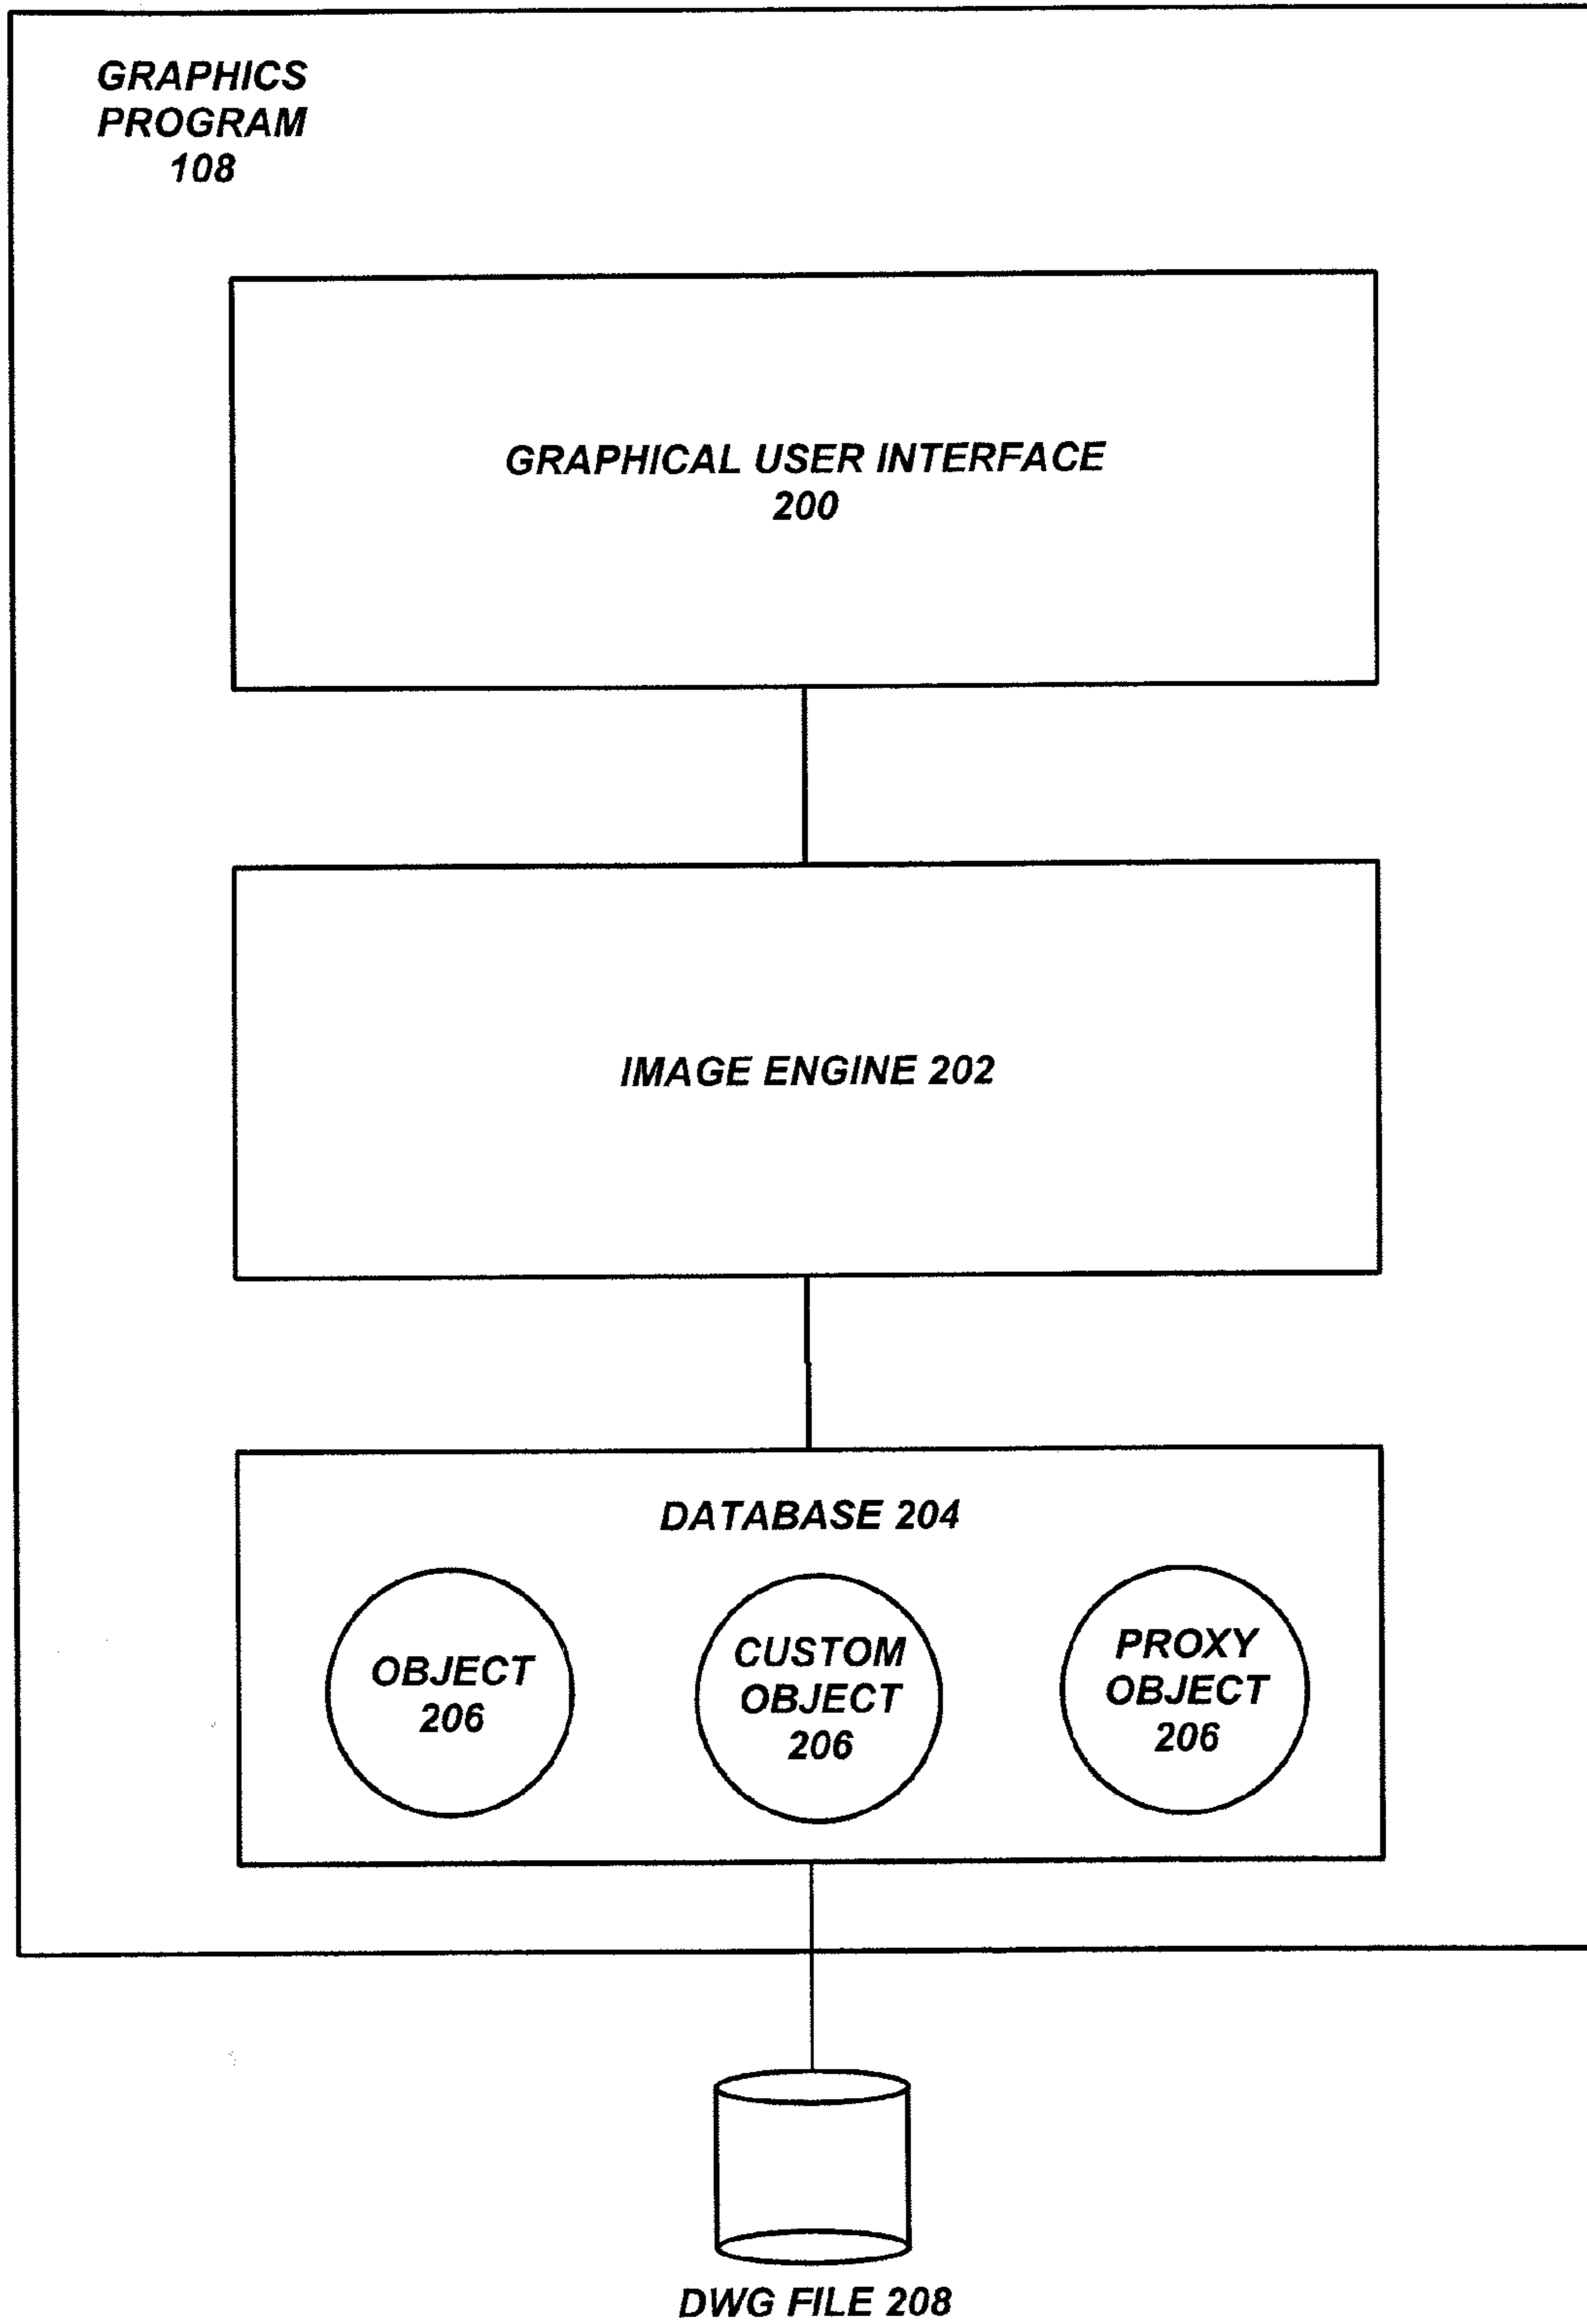 GRAPHICS
PROGRAM
108
GRAPHICAL USER INTERFACE
200
IMAGE ENGINE 202
DATABASE 204
OBJECT
206
CUSTOM
OBJECT
206
PROXY
OBJECT
206
DWG FILE 208